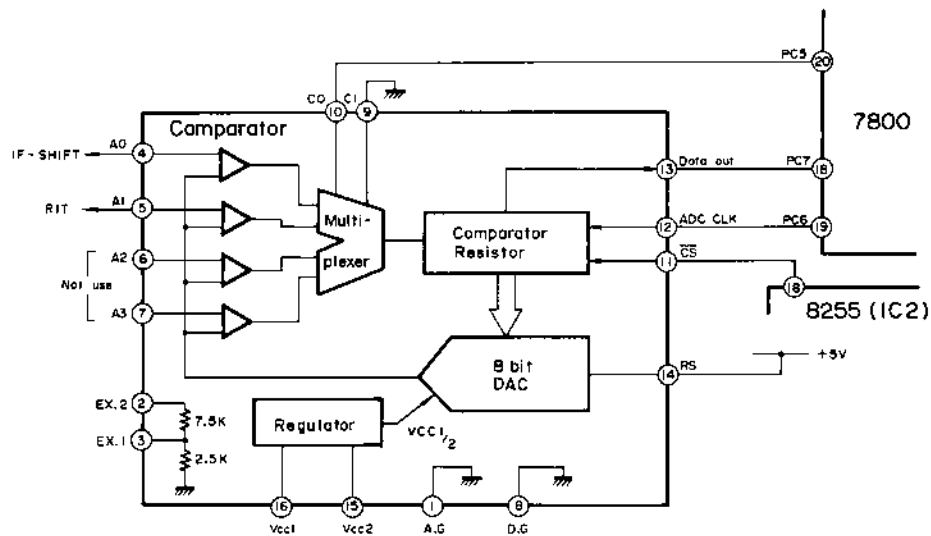 PC5
20
C0
C1
10
9
7800
Comparator
A0
IF-SHIFT
4
13
Data out
PC7
18
A1
RIT
5
Multi-
plexer
Comparator
Resistor
12
ADC CLK
PC6
19
A2
6
11
CS
Not use
A3
7
18
8255 (IC2)
8 bit
DAC
14
RS
+5V
EX.2
2
7.5K
Regulator
VCC1/2
EX.1
3
2.5K
16
15
1
8
Vcc1
Vcc2
A.G
D.G